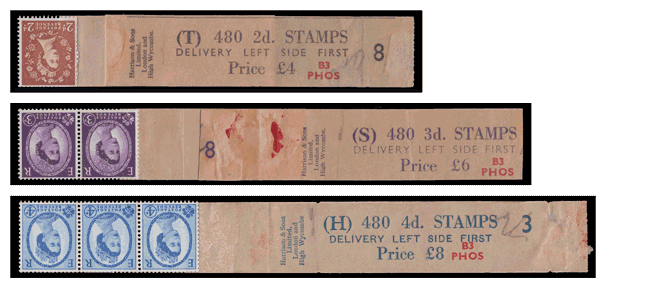 (T) 480 2d. STAMPS
DELIVERY LEFT SIDE FIRST
Price £4 B3
PHOS
8
Harrison & Sons
Limited,
London and
High Wycombe.
8
Harrison & Sons
Limited,
London and
High Wycombe.
(S) 480 3d. STAMPS
DELIVERY LEFT SIDE FIRST
Price £6 B3
PHOS
E R
E R
Harrison & Sons
Limited,
London and
High Wycombe.
(H) 480 4d. STAMPS
DELIVERY LEFT SIDE FIRST
Price £8 B3
PHOS
3
E R
E R
E R